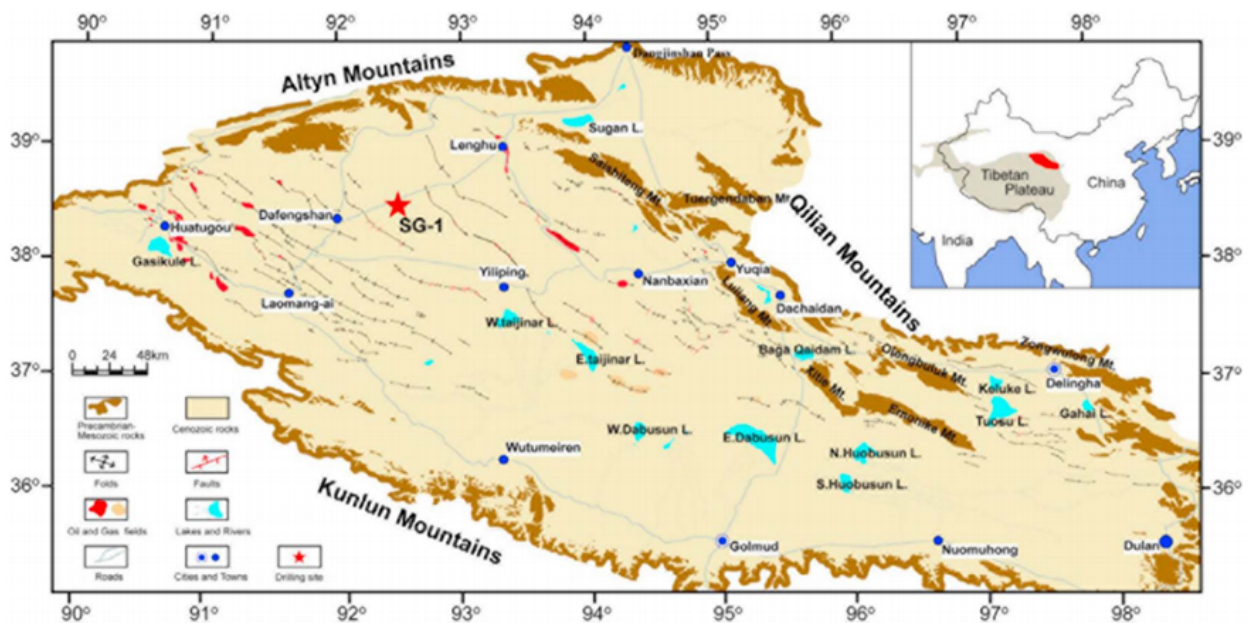 90° 91° 92° 93° 94° 95° 96° 97° 98°
Dangjinshan Pass
Altyn Mountains
39°
39°
Sugan L.
Lenghu
Saishiteng Mt.
Tibetan
Plateau
China
India
Tuergendaban Mt.
Qilian Mountains
Dafengshan
SG-1
Huatugou
38°
38°
Gasikule L.
Yiliping.
Nanbaxian
Yuqia
Laomang-ai
Luliang Mt.
Dachaidan
W.taijinar L.
E.taijinar L.
Baga Qaidam L.
Olongbuluk Mt.
Zongwulong Mt.
0 24 48km
37°
37°
Xitie Mt.
Keluke L.
Delingha
Gahai L.
Tuosu L.
Emonike Mt.
Precambrian-
Mesozoic rocks
Cenozoic rocks
W.Dabusun L.
E.Dabusun L.
Wutumeiren
N.Huobusun L.
S.Huobusun L.
Folds
Faults
36°
36°
Kunlun Mountains
Oil and Gas fields
Lakes and Rivers
Golmud
Nuomuhong
Dulan
Roads
Cities and Towns
Drilling site
90° 91° 92° 93° 94° 95° 96° 97° 98°